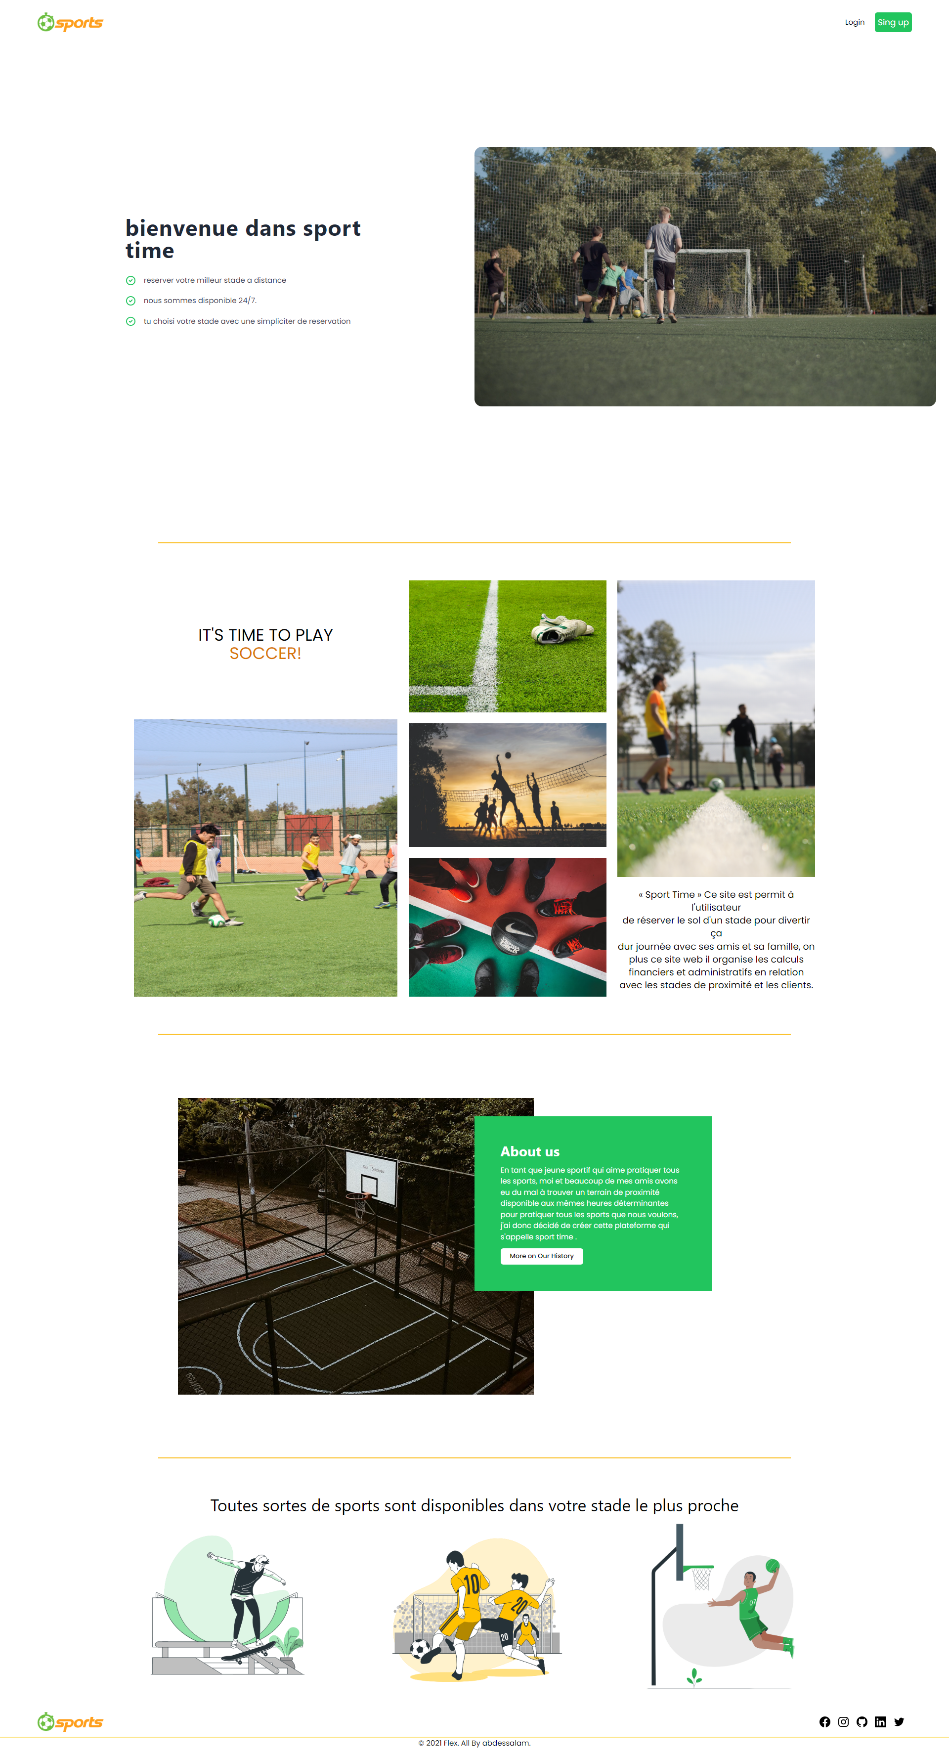 sports
Login
Sing up
bienvenue dans sport
time
reserver votre milleur stade a distance
nous sommes disponible 24/7.
tu choisi votre stade avec une simpliciter de reservation
IT'S TIME TO PLAY
SOCCER!
« Sport Time » Ce site est permit à
l'utilisateur
de réserver le sol d'un stade pour divertir
ça
dur journée avec ses amis et sa famille, on
plus ce site web il organise les calculs
financiers et administratifs en relation
avec les stades de proximité et les clients.
About us
En tant que jeune sportif qui aime pratiquer tous
les sports, moi et beaucoup de mes amis avons
eu du mal à trouver un terrain de proximité
disponible aux mêmes heures déterminantes
pour pratiquer tous les sports que nous voulons,
j'ai donc décidé de créer cette plateforme qui
s'appelle sport time .
More on Our History
Toutes sortes de sports sont disponibles dans votre stade le plus proche
10
20
20
sports
© 2021 Flex. All By abdessalam.